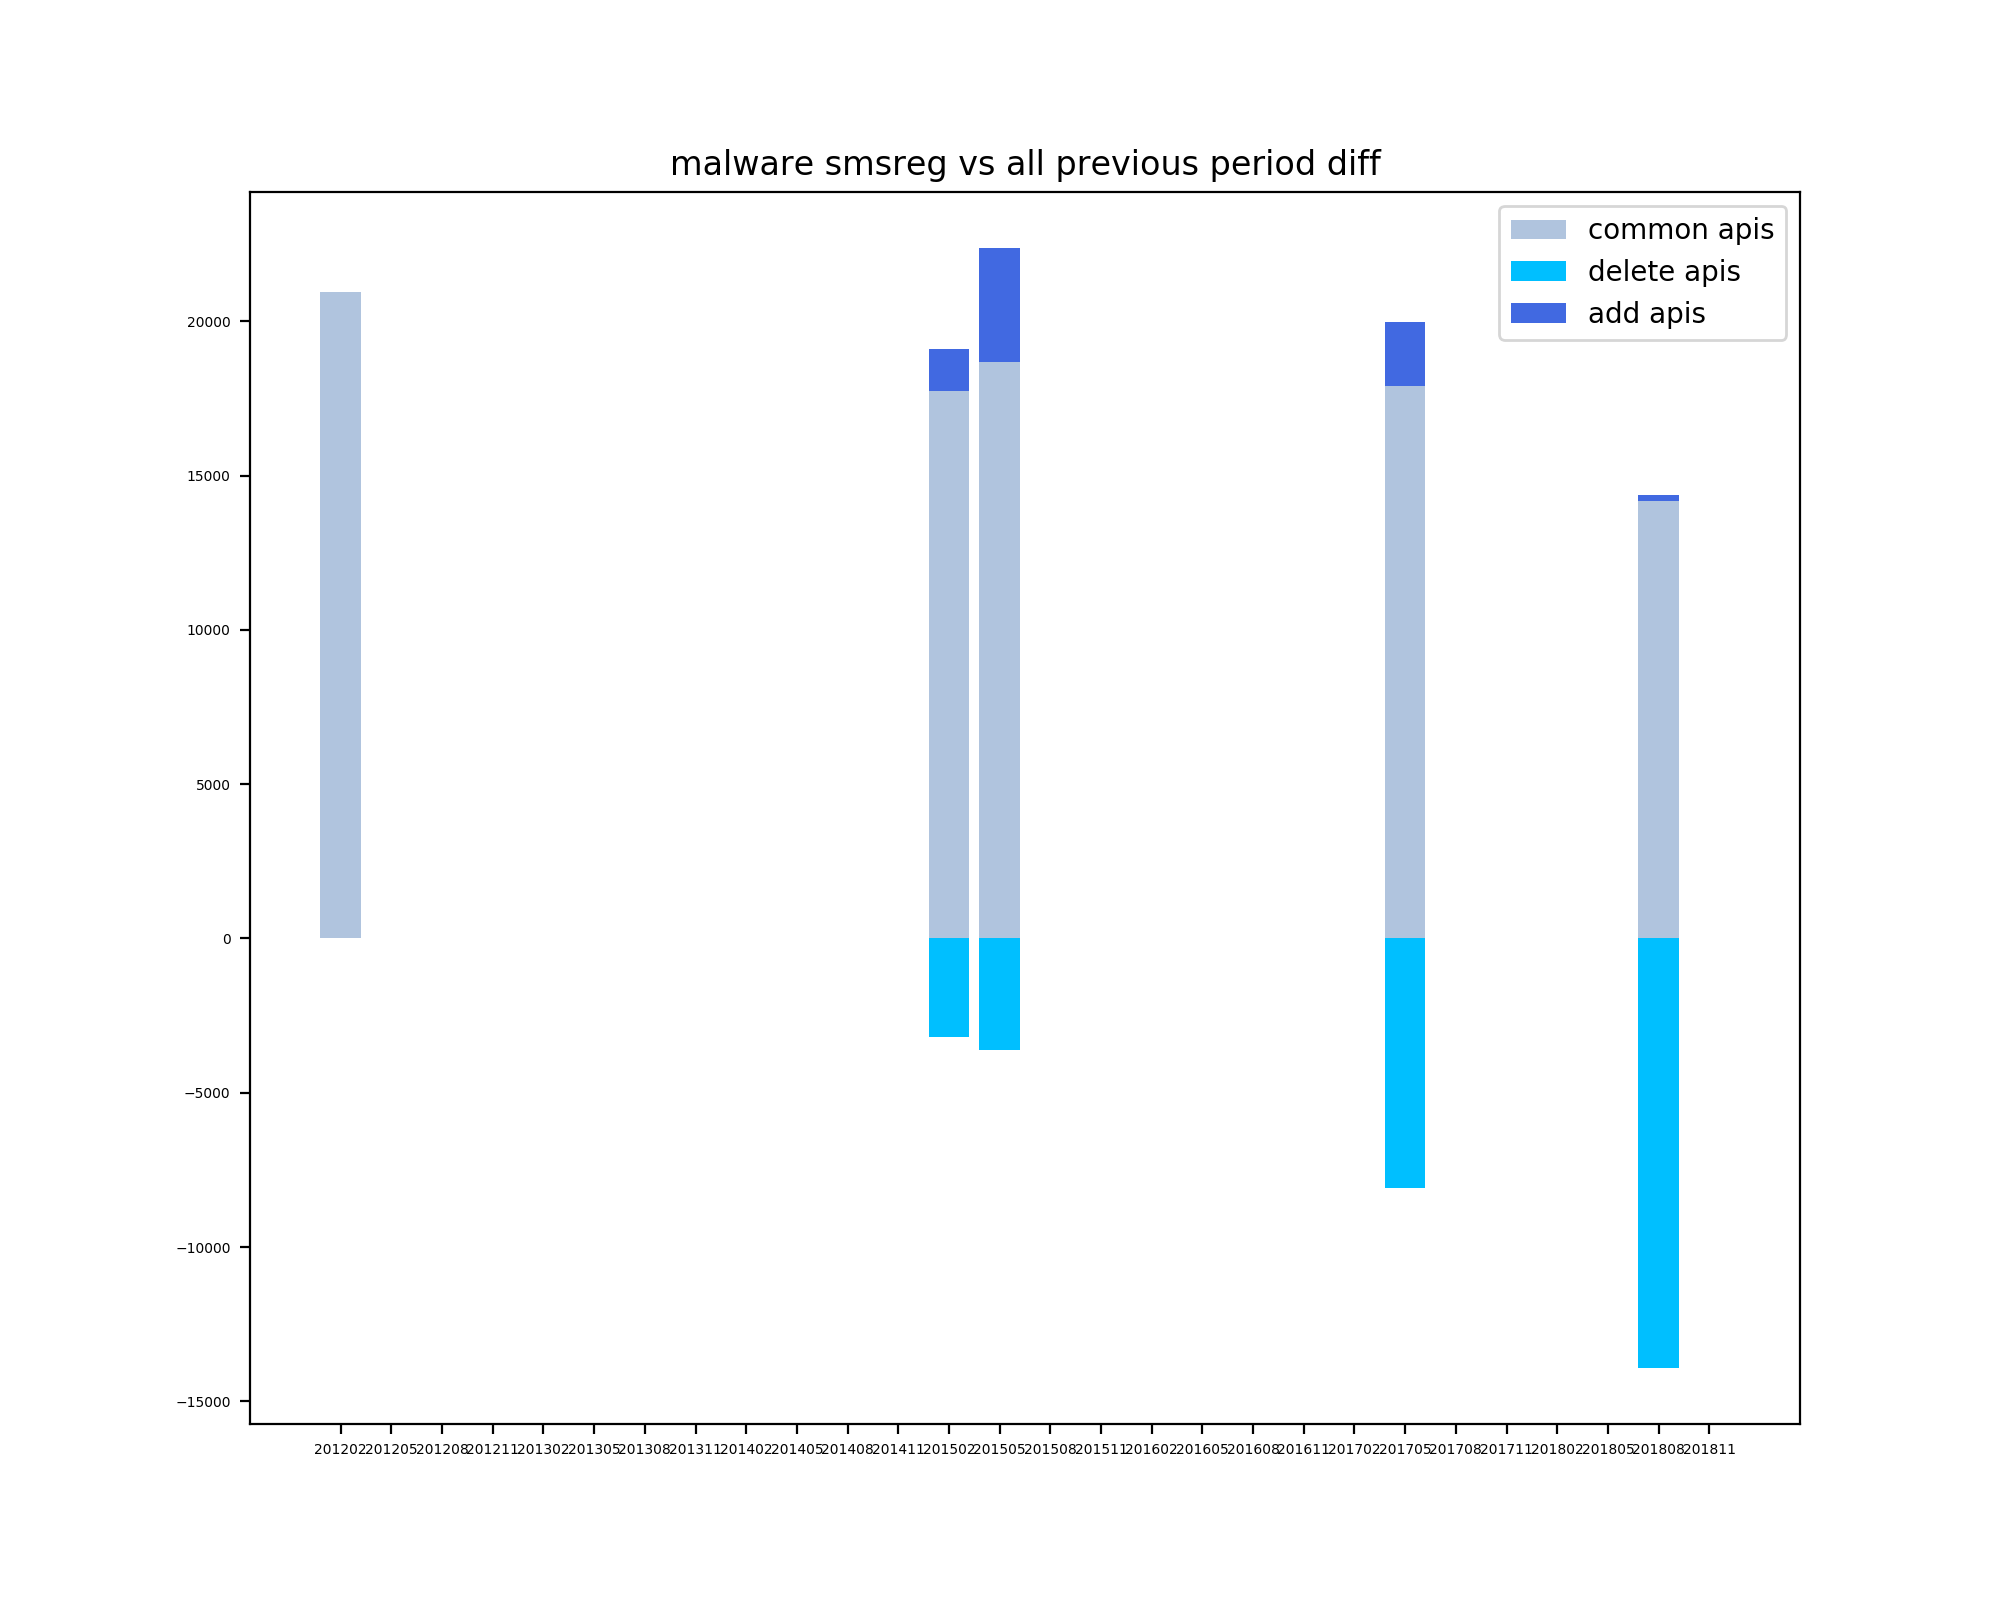 malware smsreg vs all previous period diff
common apis
delete apis
add apis
20000
15000
10000
5000
0
−5000
−10000
−15000
201202 201205 201208 201211 201302 201305 201308 201311 201402 201405 201408 201411 201502 201505 201508 201511 201602 201605 201608 201611 201702 201705 201708 201711 201802 201805 201808 201811